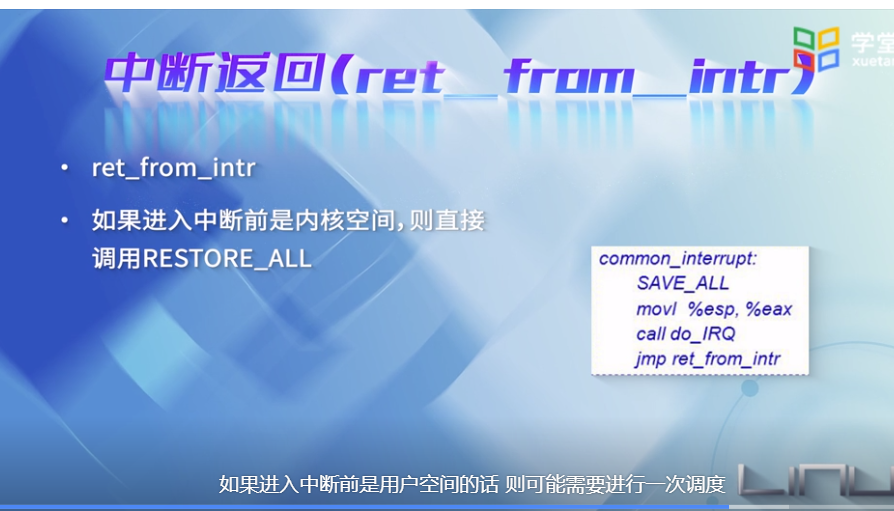 中断返回(ret_from_intr)
学堂
xuetan
• ret_from_intr
• 如果进入中断前是内核空间,则直接
调用RESTORE_ALL
common_interrupt:
SAVE_ALL
movl %esp, %eax
call do_IRQ
jmp ret_from_intr
如果进入中断前是用户空间的话 则可能需要进行一次调度